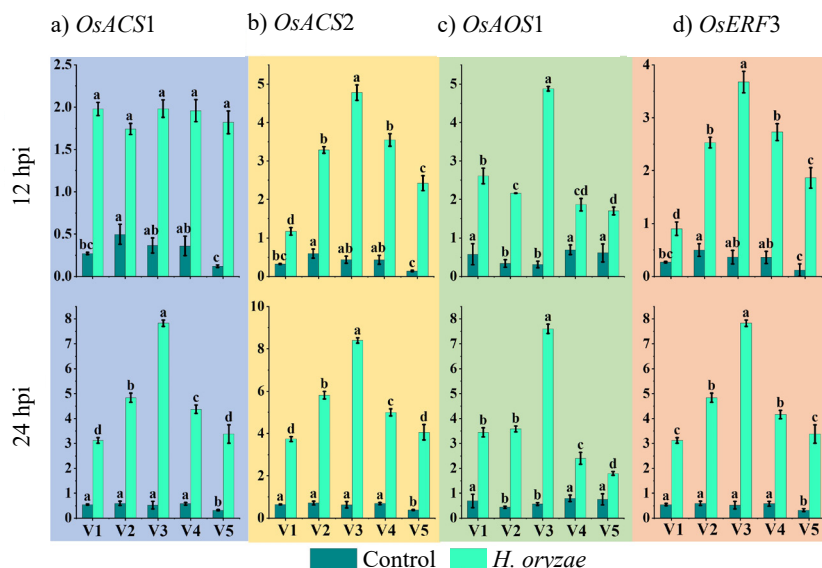 a) OsACS1 b) OsACS2 c) OsAOS1 d) OsERF3
12 hpi
2.5 2.0 1.5 1.0 0.5 0.0
a a a a a
bc a ab ab c
5 4 3 2 1 0
d b a b c
bc a ab ab c
5 4 3 2 1 0
b c a cd d
a b b a a
4 3 2 1 0
d b a b c
bc a ab ab c
24 hpi
8 7 6 5 4 3 2 1 0
d b a c d
a a a a b
10 8 6 4 2 0
d b a c d
a a a a b
8 7 6 5 4 3 2 1 0
b b a c d
a b b a a
8 7 6 5 4 3 2 1 0
c b a b c
a a a a b
V1 V2 V3 V4 V5 V1 V2 V3 V4 V5 V1 V2 V3 V4 V5 V1 V2 V3 V4 V5
Control H. oryzae